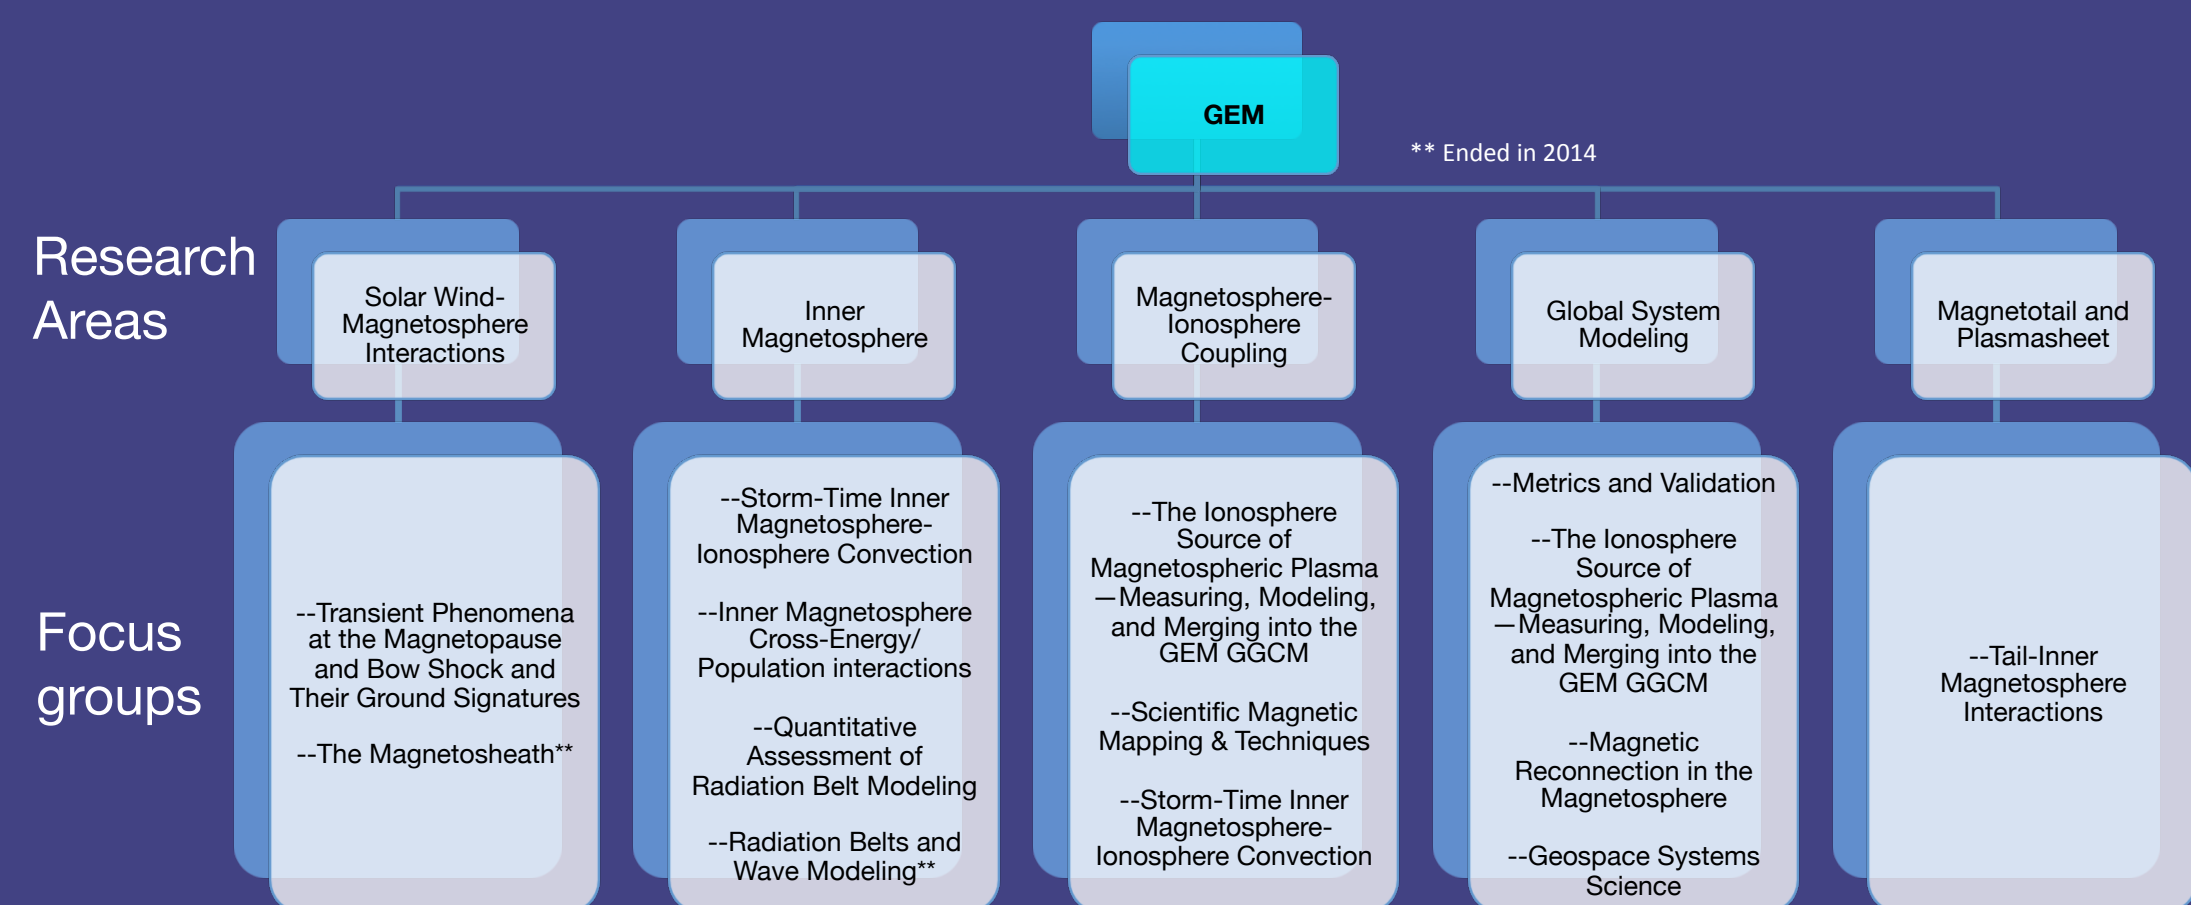 GEM
** Ended in 2014
Research
Areas
Solar Wind-
Magnetosphere
Interactions
Inner
Magnetosphere
Magnetosphere-
Ionosphere
Coupling
Global System
Modeling
Magnetotail and
Plasmasheet
Focus
groups
--Transient Phenomena
at the Magnetopause
and Bow Shock and
Their Ground Signatures
--The Magnetosheath**
--Storm-Time Inner
Magnetosphere-
Ionosphere Convection
--Inner Magnetosphere
Cross-Energy/
Population interactions
--Quantitative
Assessment of
Radiation Belt Modeling
--Radiation Belts and
Wave Modeling**
--The Ionosphere
Source of
Magnetospheric Plasma
—Measuring, Modeling,
and Merging into the
GEM GGCM
--Scientific Magnetic
Mapping & Techniques
--Storm-Time Inner
Magnetosphere-
Ionosphere Convection
--Metrics and Validation
--The Ionosphere
Source of
Magnetospheric Plasma
—Measuring, Modeling,
and Merging into the
GEM GGCM
--Magnetic
Reconnection in the
Magnetosphere
--Geospace Systems
Science
--Tail-Inner
Magnetosphere
Interactions